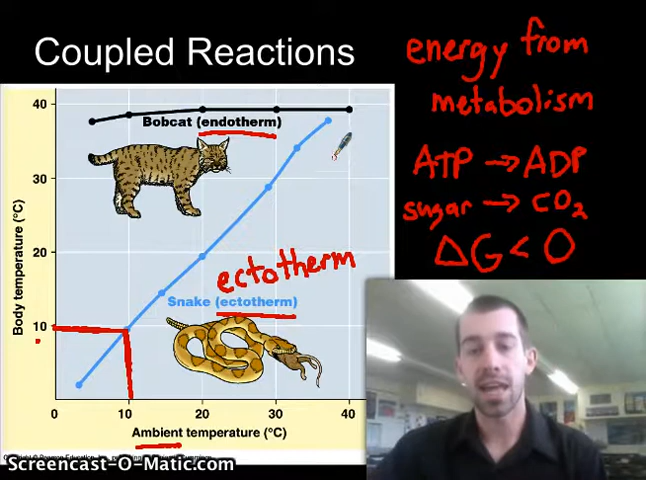 Coupled Reactions
energy from
metabolism
ATP → ADP
sugar → CO2
ΔG < O
40
30
20
10
0
Body temperature (°C)
Bobcat (endotherm)
ectotherm
Snake (ectotherm)
10
20
30
40
Ambient temperature (°C)
Screencast-O-Matic.com